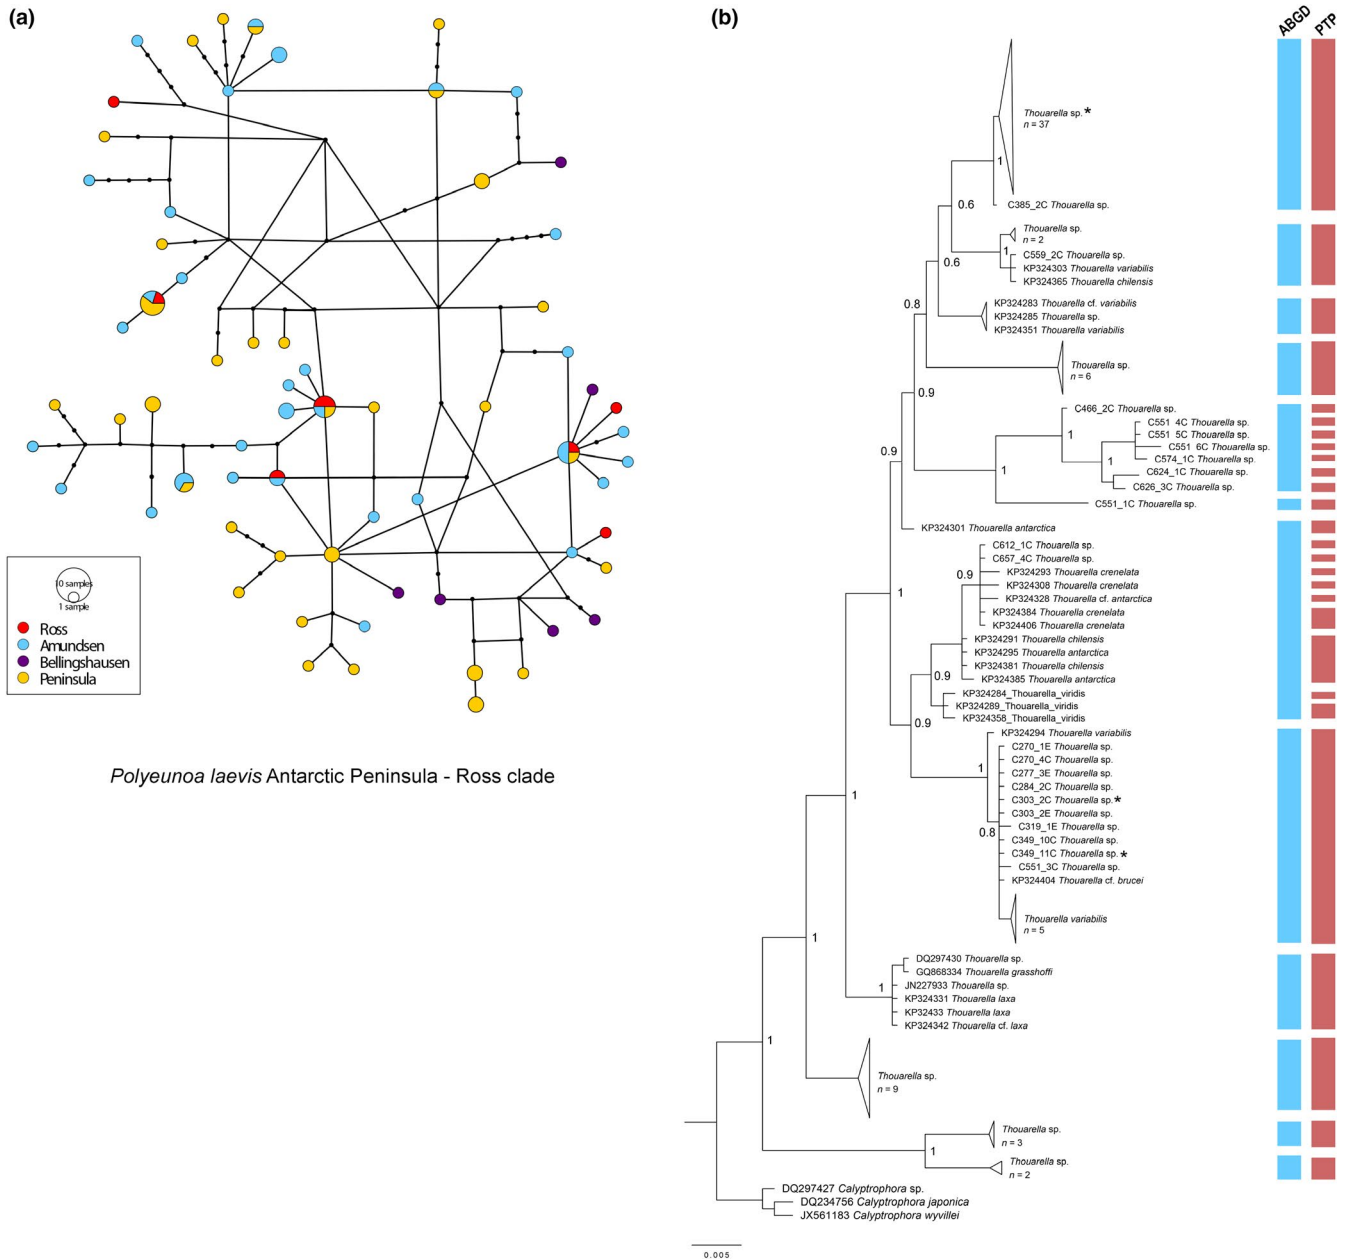 (a)
10 samples
1 sample
Ross
Amundsen
Bellingshausen
Peninsula
Polyeunoa laevis Antarctic Peninsula - Ross clade
(b)
ABGD
PTP
Thouarella sp. *
n = 37
1
C385_2C Thouarella sp.
0.6
Thouarella sp.
n = 2
1
C559_2C Thouarella sp.
0.6
KP324303 Thouarella variabilis
KP324365 Thouarella chilensis
0.8
KP324283 Thouarella cf. variabilis
KP324285 Thouarella sp.
KP324351 Thouarella variabilis
Thouarella sp.
n = 6
0.9
C466_2C Thouarella sp.
C551_4C Thouarella sp.
1
C551_5C Thouarella sp.
0.9
C551_6C Thouarella sp.
1
C574_1C Thouarella sp.
1
C624_1C Thouarella sp.
C626_3C Thouarella sp.
C551_1C Thouarella sp.
KP324301 Thouarella antarctica
C612_1C Thouarella sp.
C657_4C Thouarella sp.
0.9
KP324293 Thouarella crenelata
KP324308 Thouarella crenelata
1
KP324328 Thouarella cf. antarctica
KP324384 Thouarella crenelata
KP324406 Thouarella crenelata
KP324291 Thouarella chilensis
KP324295 Thouarella antarctica
KP324381 Thouarella chilensis
0.9
KP324385 Thouarella antarctica
KP324284_Thouarella_viridis
KP324289_Thouarella_viridis
KP324358_Thouarella_viridis
0.9
KP324294 Thouarella variabilis
C270_1E Thouarella sp.
C270_4C Thouarella sp.
1
C277_3E Thouarella sp.
C284_2C Thouarella sp.
1
C303_2C Thouarella sp. *
C303_2E Thouarella sp.
C319_1E Thouarella sp.
0.8
C349_10C Thouarella sp.
C349_11C Thouarella sp. *
C551_3C Thouarella sp.
KP324404 Thouarella cf. brucei
Thouarella variabilis
n = 5
1
DQ297430 Thouarella sp.
GQ868334 Thouarella grasshoffi
1
JN227933 Thouarella sp.
KP324331 Thouarella laxa
KP32433 Thouarella laxa
KP324342 Thouarella cf. laxa
1
Thouarella sp.
n = 9
Thouarella sp.
n = 3
1
Thouarella sp.
n = 2
DQ297427 Calyptrophora sp.
DQ234756 Calyptrophora japonica
JX561183 Calyptrophora wyvillei
0.005